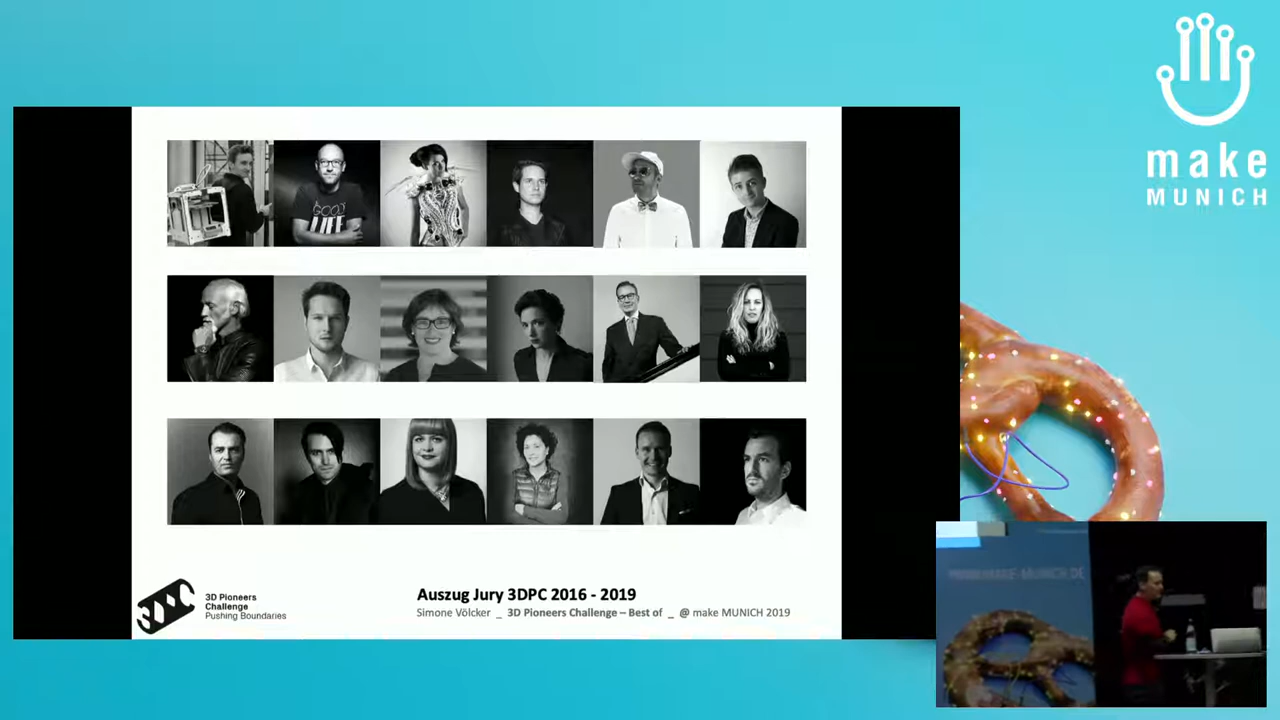 make
MUNICH
GOOD
3D Pioneers
Challenge
Pushing Boundaries
Auszug Jury 3DPC 2016 - 2019
Simone Völcker _ 3D Pioneers Challenge – Best of _ @ make MUNICH 2019